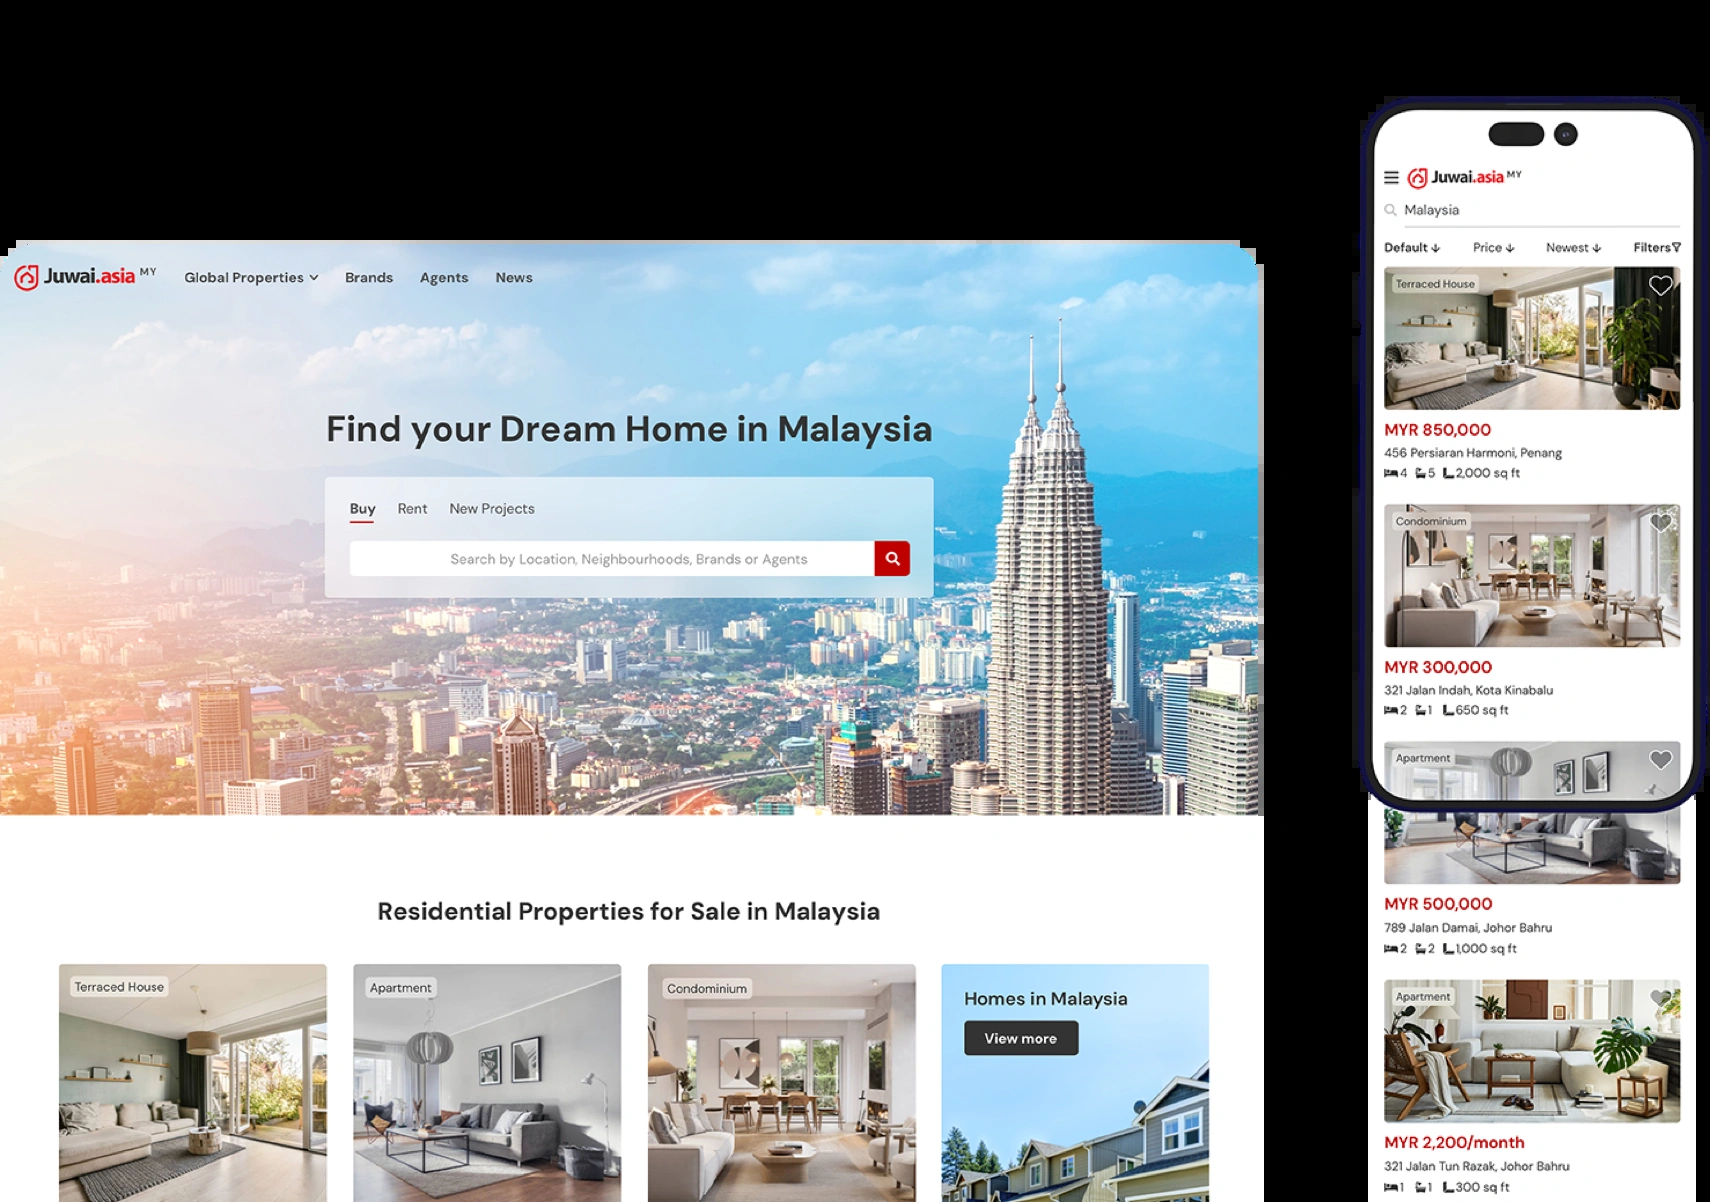 Juwai.asia MY
Global Properties
Brands
Agents
News
Find your Dream Home in Malaysia
Buy
Rent
New Projects
Search by Location, Neighbourhoods, Brands or Agents
Residential Properties for Sale in Malaysia
Terraced House
Apartment
Condominium
Homes in Malaysia
View more
Juwai.asia MY
Malaysia
Default
Price
Newest
Filters
Terraced House
MYR 850,000
456 Persiaran Harmoni, Penang
4 5 2,000 sq ft
Condominium
MYR 300,000
321 Jalan Indah, Kota Kinabalu
2 1 650 sq ft
Apartment
MYR 500,000
789 Jalan Damai, Johor Bahru
2 2 1,000 sq ft
Apartment
MYR 2,200/month
321 Jalan Tun Razak, Johor Bahru
1 1 300 sq ft